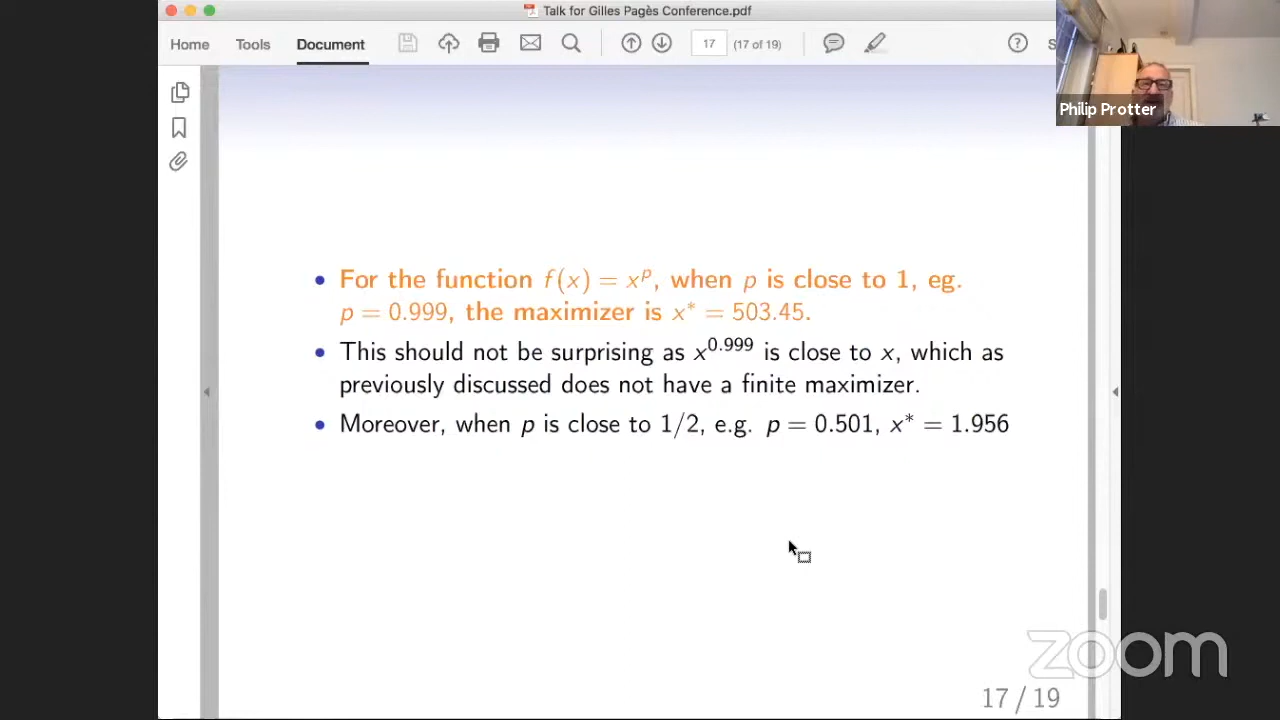 Talk for Gilles Pagès Conference.pdf
Home Tools Document 17 (17 of 19) S
Philip Protter
• For the function f(x) = x^p, when p is close to 1, eg.
p = 0.999, the maximizer is x* = 503.45.
• This should not be surprising as x^0.999 is close to x, which as
previously discussed does not have a finite maximizer.
• Moreover, when p is close to 1/2, e.g. p = 0.501, x* = 1.956
zoom
17 / 19